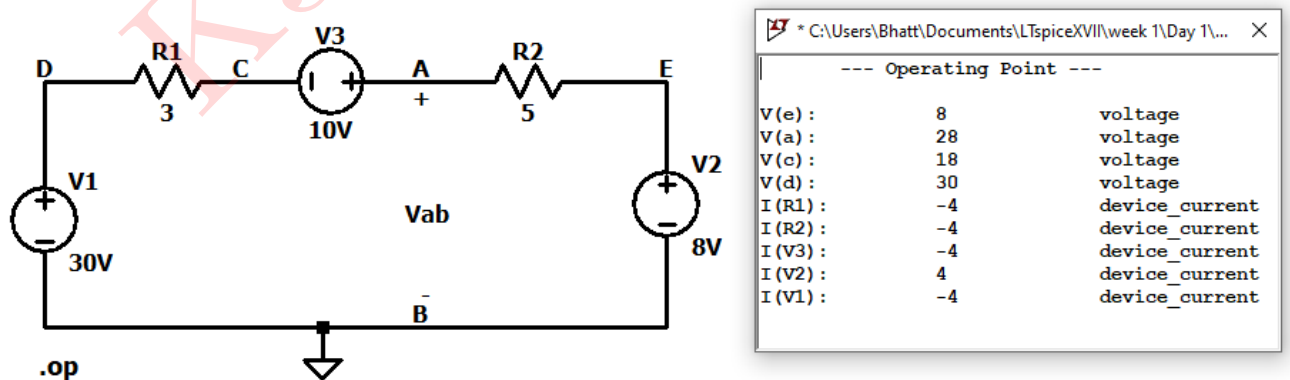 D
R1
3
C
V3
10V
A
+
R2
5
E
V1
30V
Vab
V2
8V
-
B
.op
* C:\Users\Bhatt\Documents\LTspiceXVII\week 1\Day 1\...
--- Operating Point ---
V(e): 8 voltage
V(a): 28 voltage
V(c): 18 voltage
V(d): 30 voltage
I(R1): -4 device_current
I(R2): -4 device_current
I(V3): -4 device_current
I(V2): 4 device_current
I(V1): -4 device_current